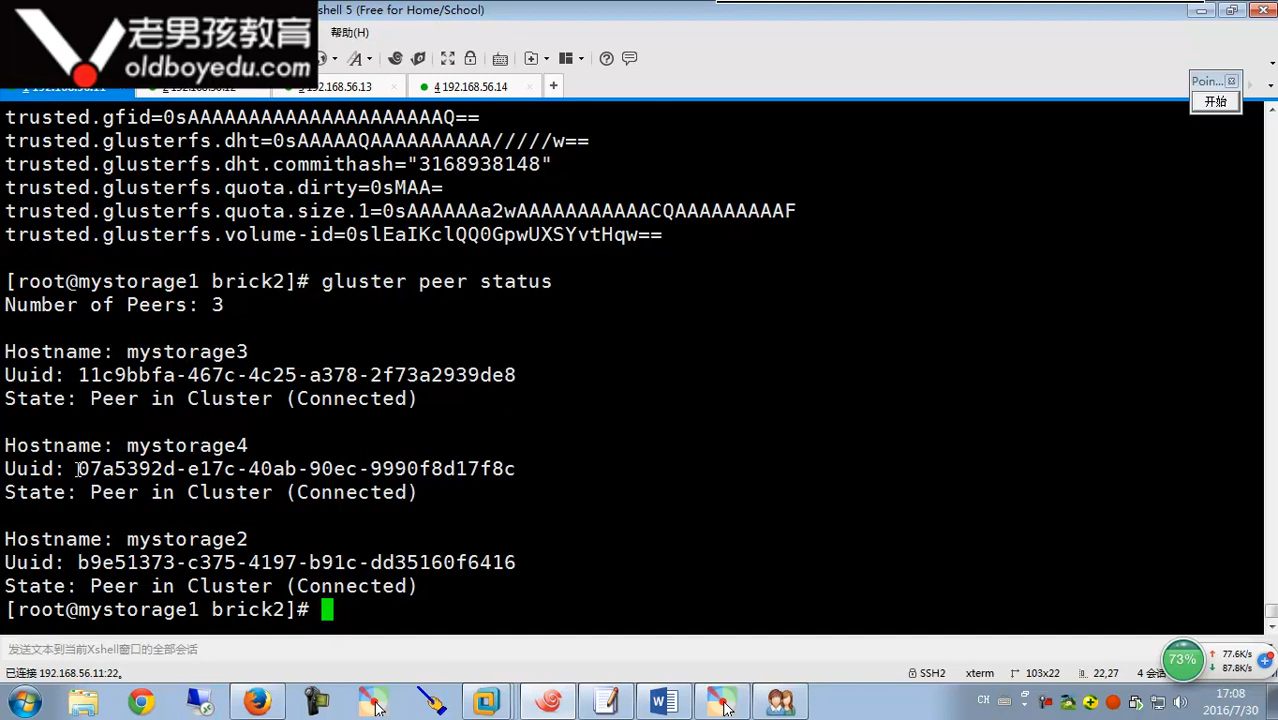 老男孩教育
oldboyedu.com
shell 5 (Free for Home/School)
帮助(H)
192.168.56.13
4 192.168.56.14
Poin...
开始
trusted.gfid=0sAAAAAAAAAAAAAAAAAAAAAQ==
trusted.glusterfs.dht=0sAAAAAQAAAAAAAAAA/////w==
trusted.glusterfs.dht.commithash="3168938148"
trusted.glusterfs.quota.dirty=0sMAA=
trusted.glusterfs.quota.size.1=0sAAAAAAa2wAAAAAAAAAAACQAAAAAAAAAF
trusted.glusterfs.volume-id=0slEaIKclQQ0GpwUXSYvtHqw==
[root@mystorage1 brick2]# gluster peer status
Number of Peers: 3
Hostname: mystorage3
Uuid: 11c9bbfa-467c-4c25-a378-2f73a2939de8
State: Peer in Cluster (Connected)
Hostname: mystorage4
Uuid: 07a5392d-e17c-40ab-90ec-9990f8d17f8c
State: Peer in Cluster (Connected)
Hostname: mystorage2
Uuid: b9e51373-c375-4197-b91c-dd35160f6416
State: Peer in Cluster (Connected)
[root@mystorage1 brick2]#
发送文本到当前Xshell窗口的全部会话
已连接 192.168.56.11:22。
SSH2
xterm
103x22
22,27
4 会话
73%
77.6K/s
87.8K/s
CH
17:08
2016/7/30